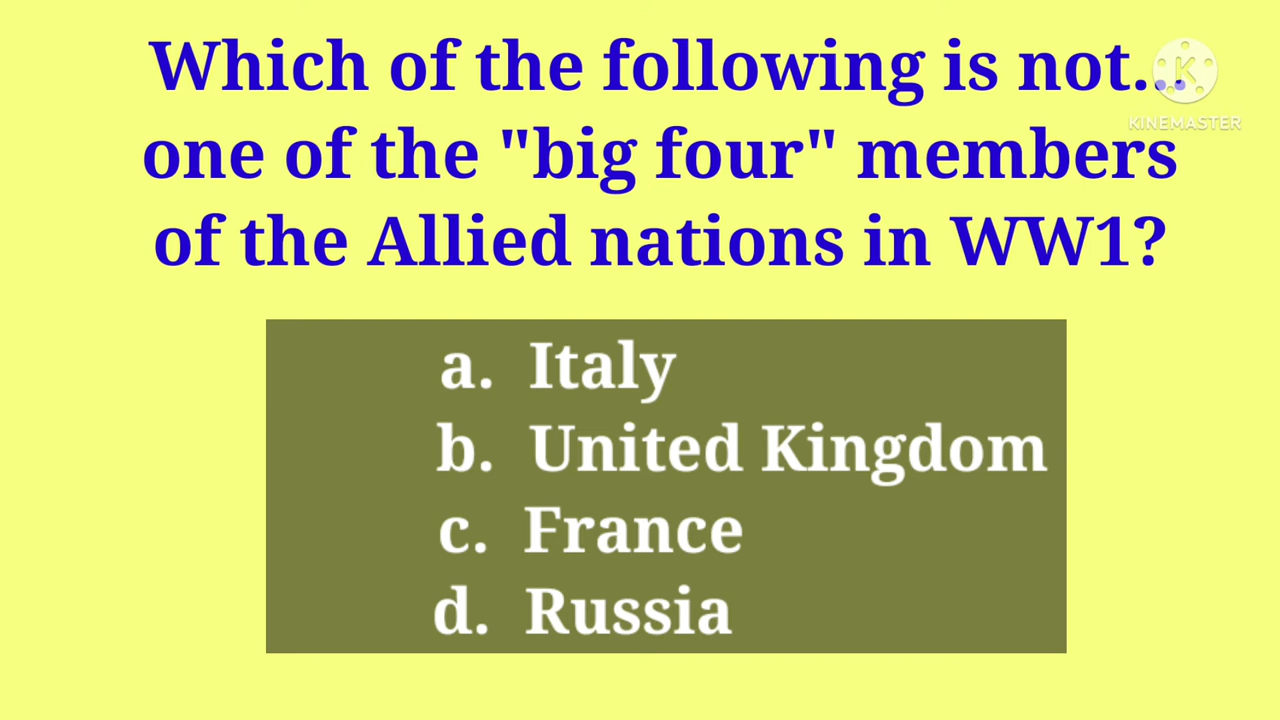 Which of the following is not...
one of the "big four" members
of the Allied nations in WW1?
KINEMASTER
a. Italy
b. United Kingdom
c. France
d. Russia